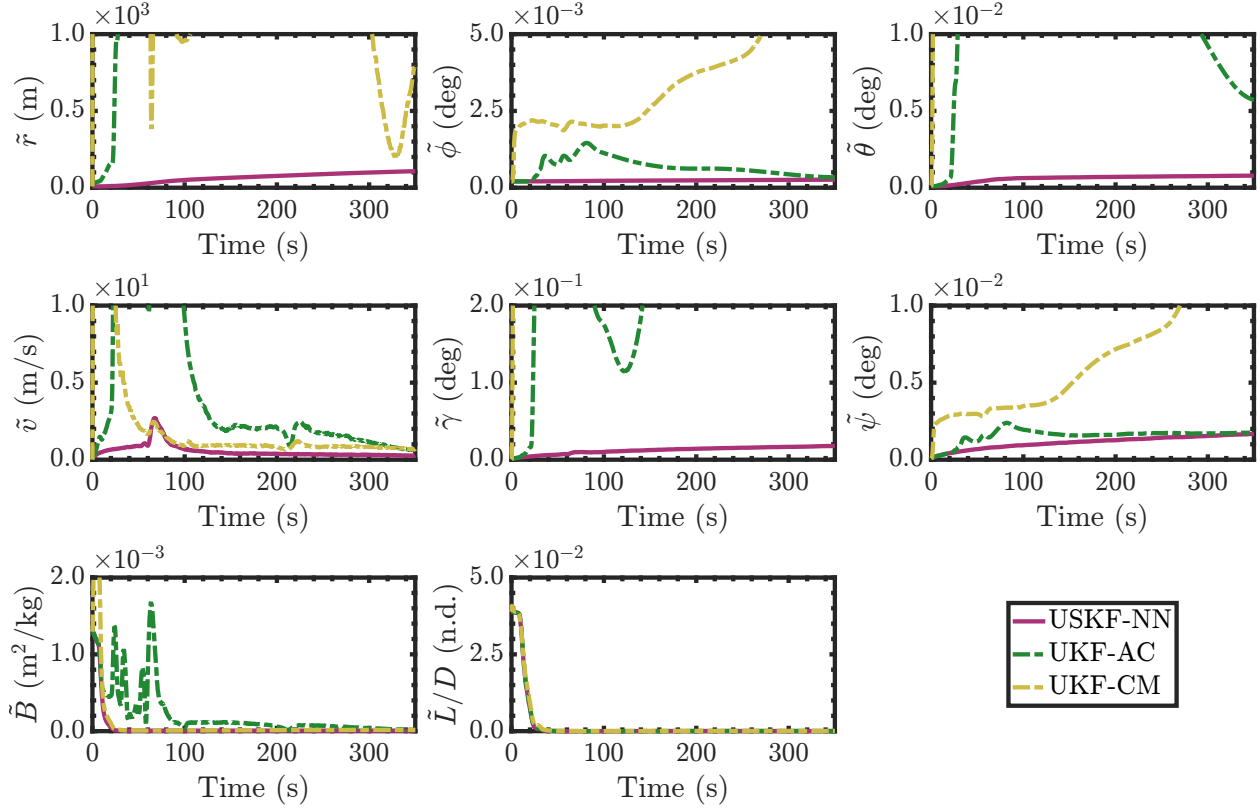 ×10³ ×10⁻³ ×10⁻²
1.0 5.0 1.0
r̃ (m) 0.5 ϕ̃ (deg) 2.5 θ̃ (deg) 0.5
0.0 0.0 0.0
0 100 200 300 0 100 200 300 0 100 200 300
Time (s) Time (s) Time (s)
×10¹ ×10⁻¹ ×10⁻²
1.0 2.0 1.0
ṽ (m/s) 0.5 γ̃ (deg) 1.0 ψ̃ (deg) 0.5
0.0 0.0 0.0
0 100 200 300 0 100 200 300 0 100 200 300
Time (s) Time (s) Time (s)
×10⁻³ ×10⁻²
2.0 5.0
B̃ (m²/kg) 1.0 L̃/D (n.d.) 2.5
0.0 0.0
0 100 200 300 0 100 200 300
Time (s) Time (s)
USKF-NN
UKF-AC
UKF-CM